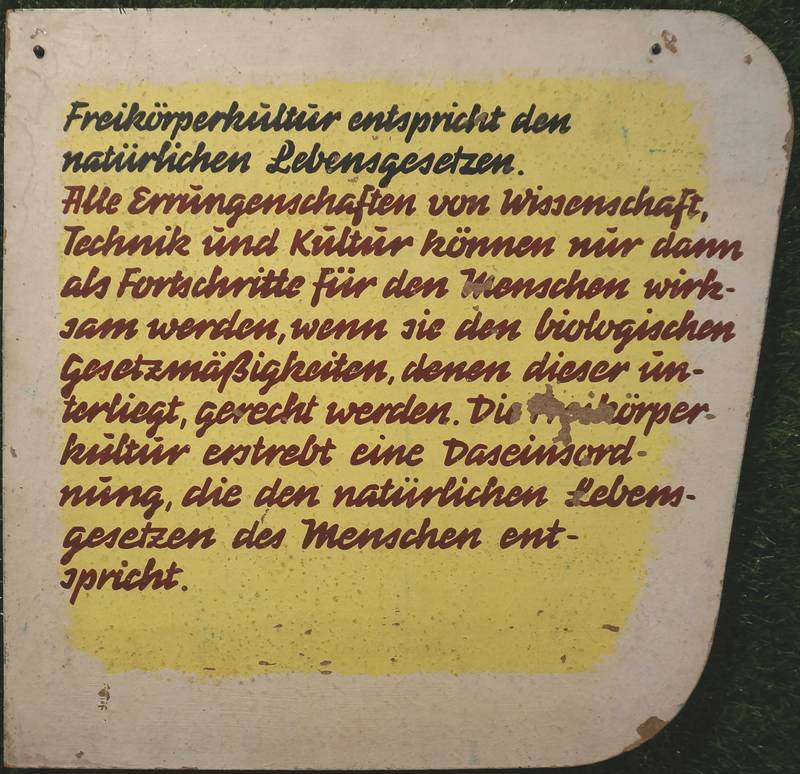 Freikörperkultur entspricht den
natürlichen Lebensgesetzen.
Alle Errungenschaften von Wissenschaft,
Technik und Kultur können nur dann
als Fortschritte für den Menschen wirk-
sam werden, wenn sie den biologischen
Gesetzmäßigkeiten, denen dieser un-
terliegt, gerecht werden. Die Freikörper-
kultur erstrebt eine Daseinsord-
nung, die den natürlichen Lebens-
gesetzen des Menschen ent-
spricht.